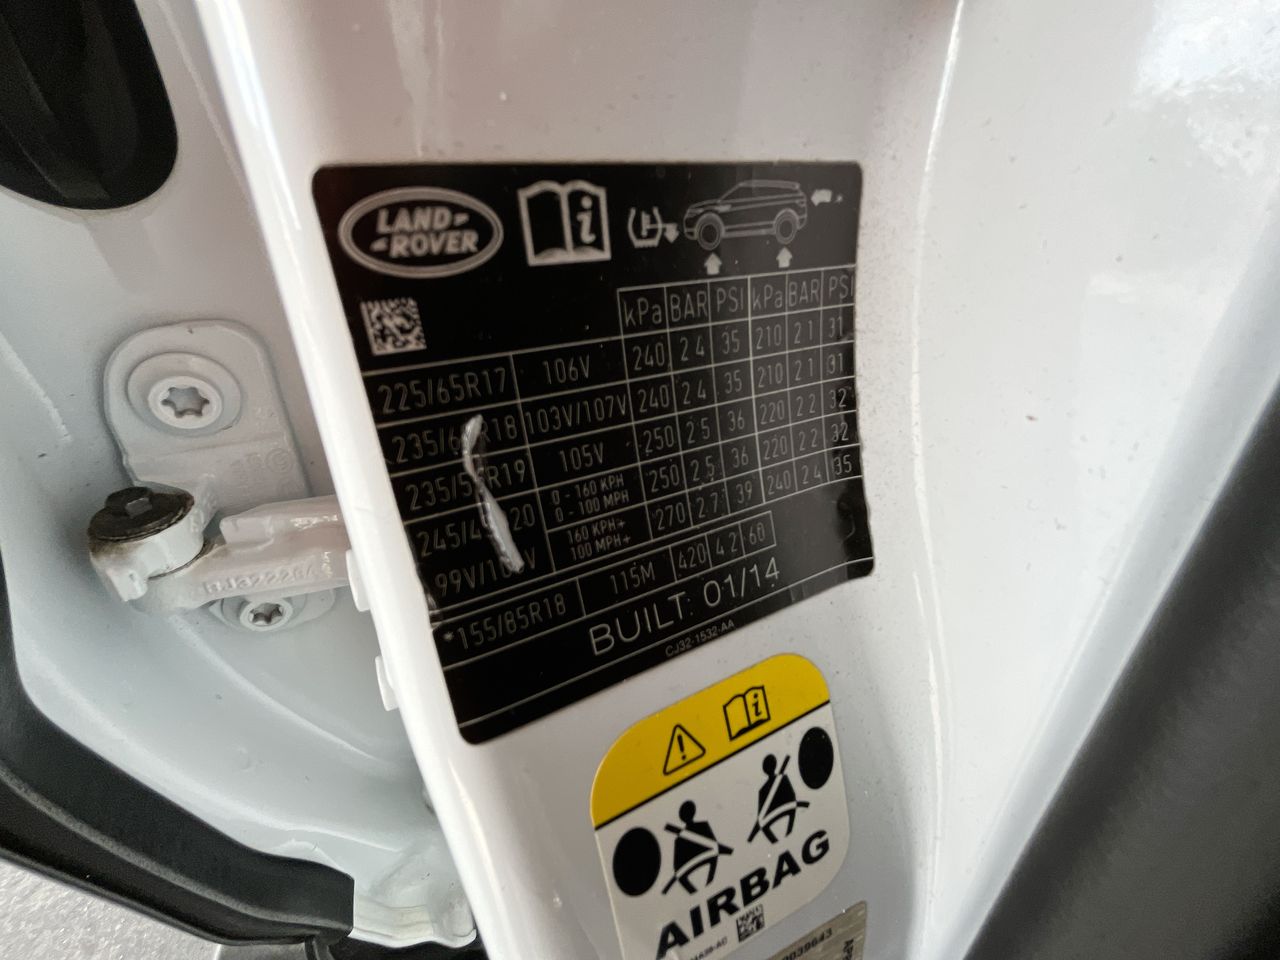 LAND-
-ROVER
kPa BAR PSI kPa BAR PSI
225/65R17 106V 240 2.4 35 210 2.1 31
103V/107V 240 2.4 35 210 2.1 31
105V 250 2.5 36 220 2.2 32
0 - 160 KPH
0 - 100 MPH
250 2.5 36 220 2.2 32
160 KPH+
100 MPH+
270 2.7 39 240 2.4 35
*155/85R18 115M 420 4.2 60
BUILT: 01/14
CJ32-1532-AA
AIRBAG